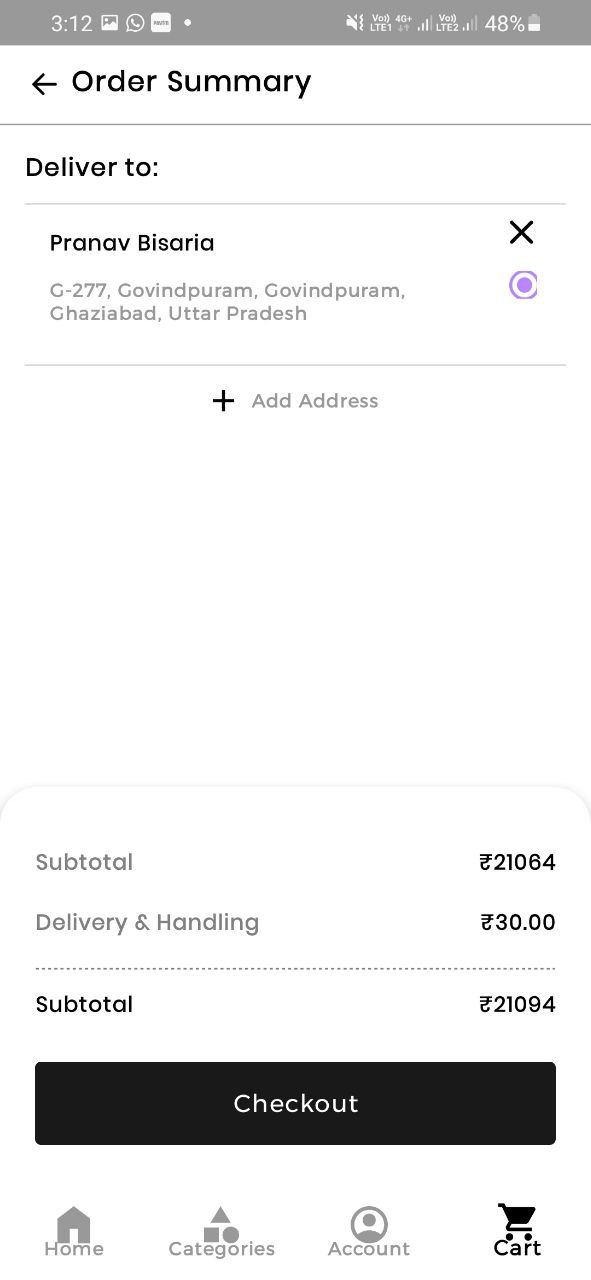 3:12 PAYTM Vo)) 4G+ LTE1 Vo)) LTE2 48%
Order Summary
Deliver to:
Pranav Bisaria
G-277, Govindpuram, Govindpuram,
Ghaziabad, Uttar Pradesh
Add Address
Subtotal ₹21064
Delivery & Handling ₹30.00
Subtotal ₹21094
Checkout
Home Categories Account Cart